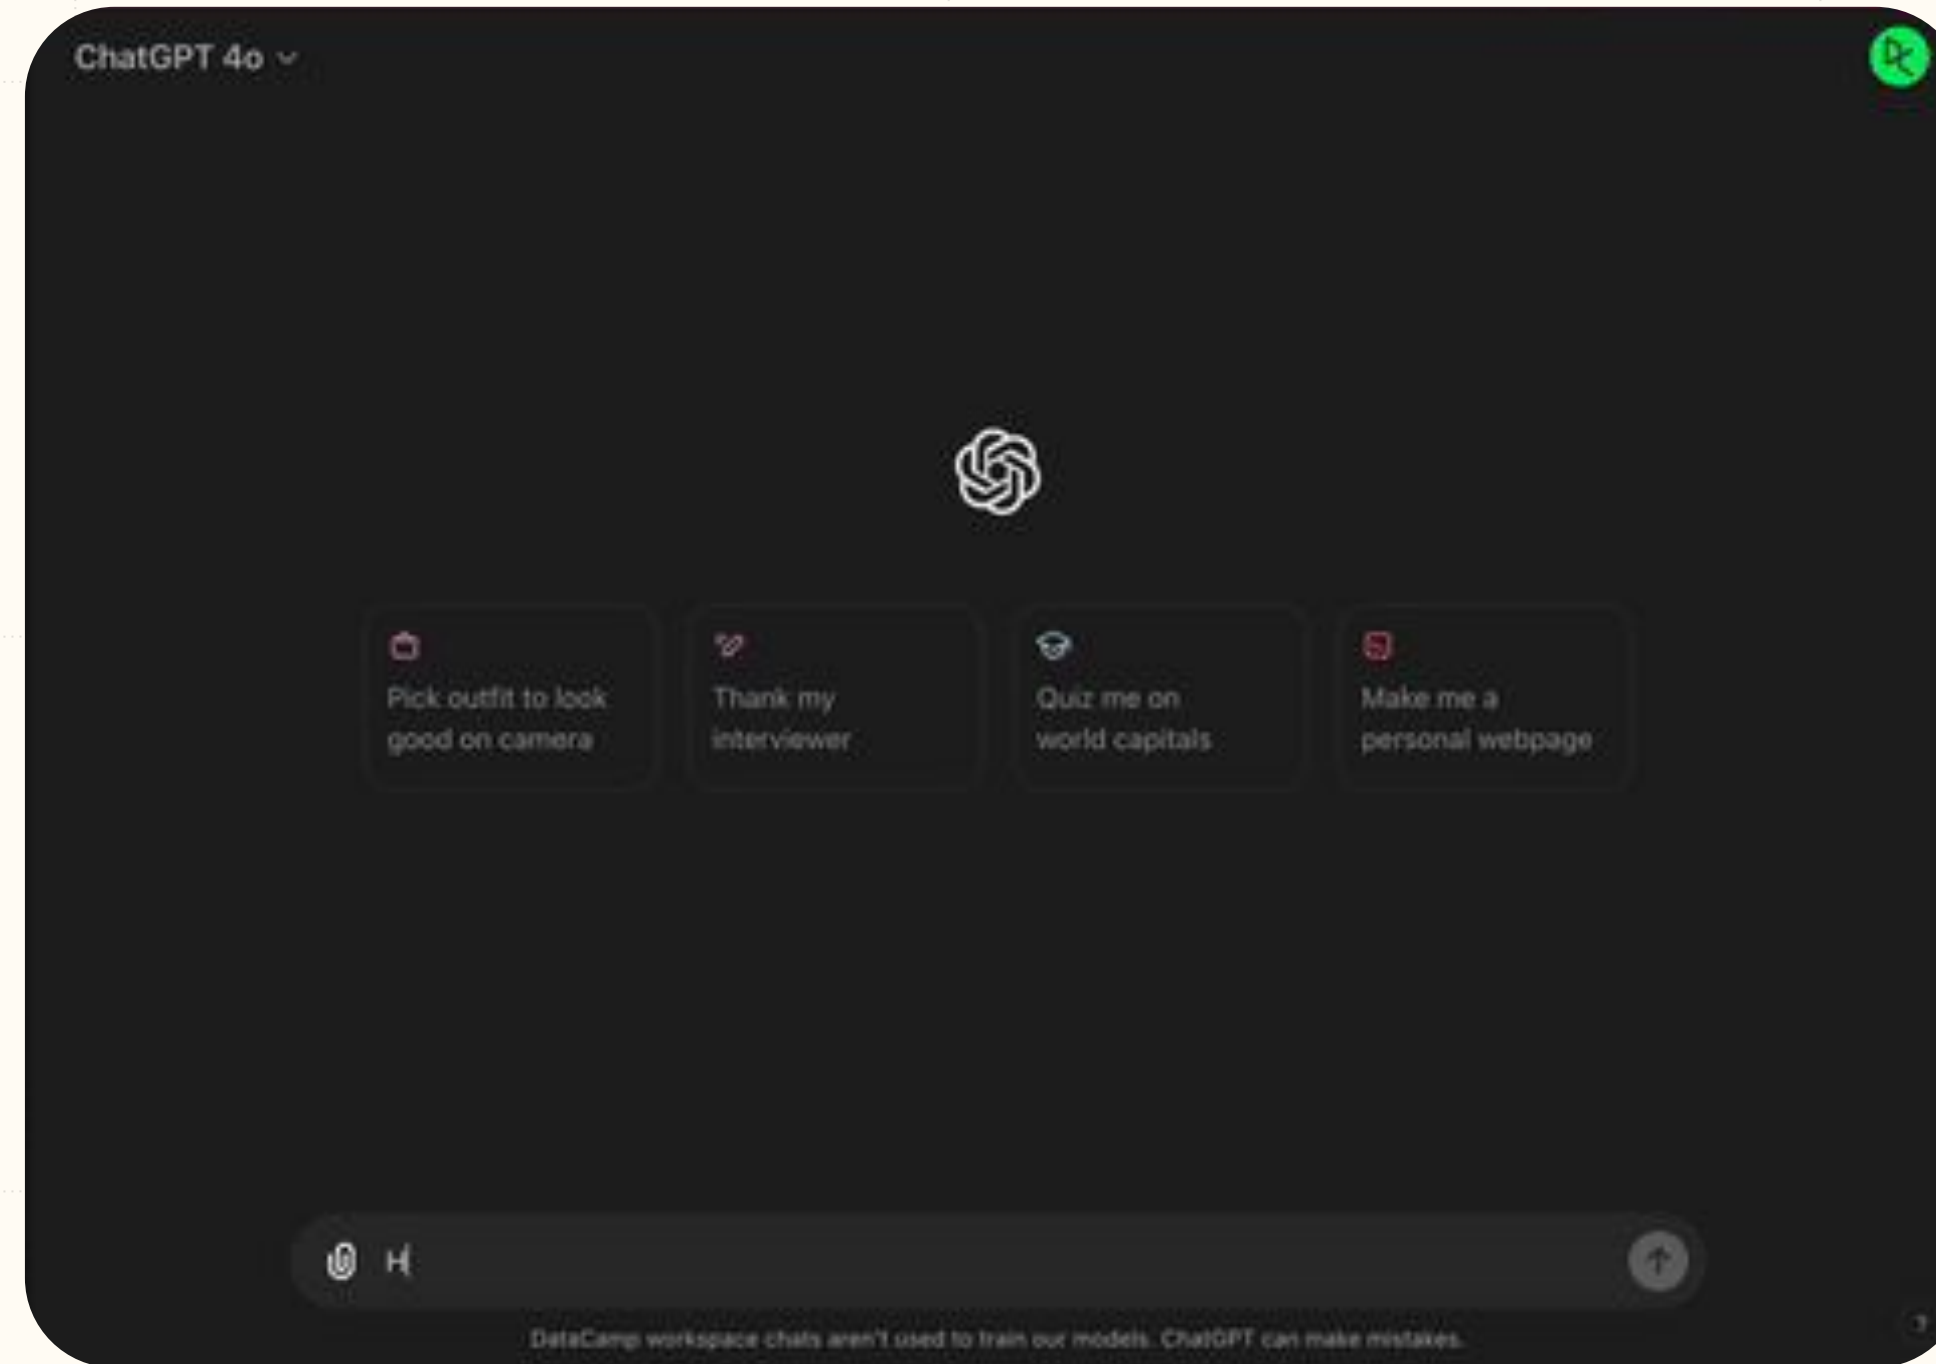 ChatGPT 4o
Pick outfit to look
good on camera
Thank my
interviewer
Quiz me on
world capitals
Make me a
personal webpage
H
DataCamp workspace chats aren't used to train our models. ChatGPT can make mistakes.
?